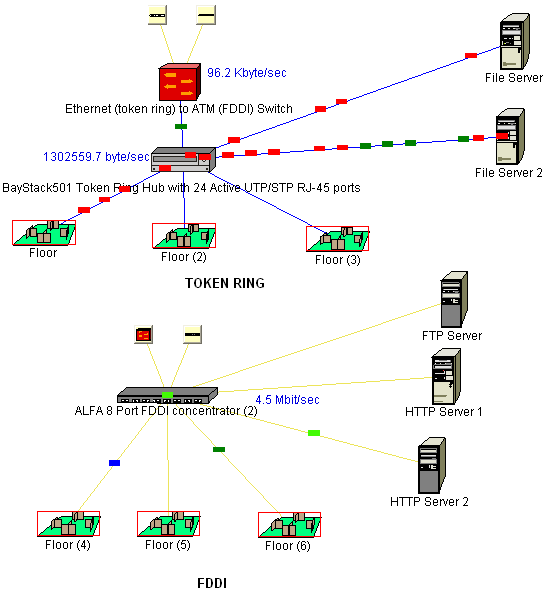 96.2 Kbyte/sec
File Server
Ethernet (token ring) to ATM (FDDI) Switch
1302559.7 byte/sec
File Server 2
BayStack501 Token Ring Hub with 24 Active UTP/STP RJ-45 ports
Floor
Floor (2)
Floor (3)
TOKEN RING
FTP Server
4.5 Mbit/sec
ALFA 8 Port FDDI concentrator (2)
HTTP Server 1
HTTP Server 2
Floor (4)
Floor (5)
Floor (6)
FDDI